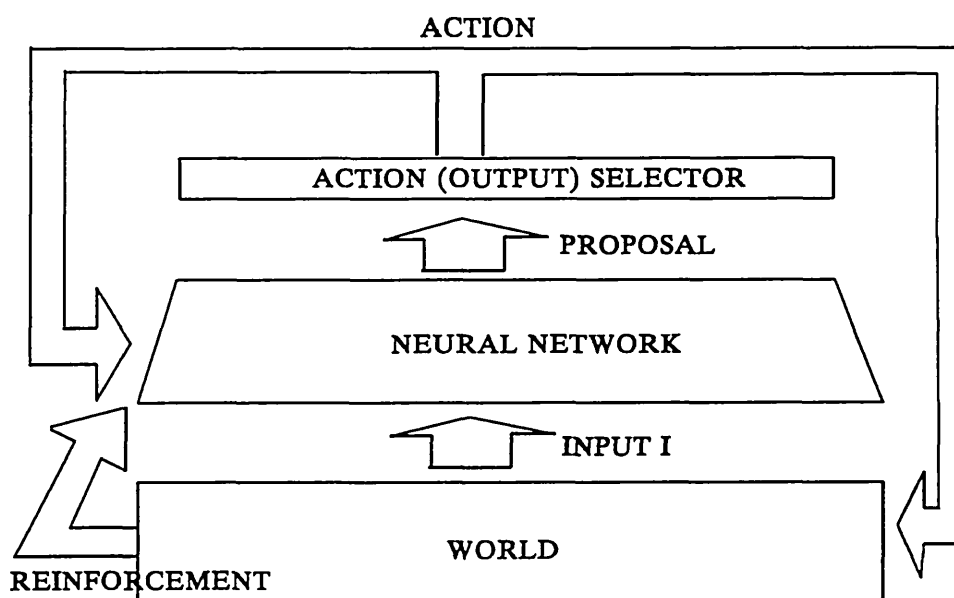 ACTION
ACTION (OUTPUT) SELECTOR
PROPOSAL
NEURAL NETWORK
INPUT I
WORLD
REINFORCEMENT